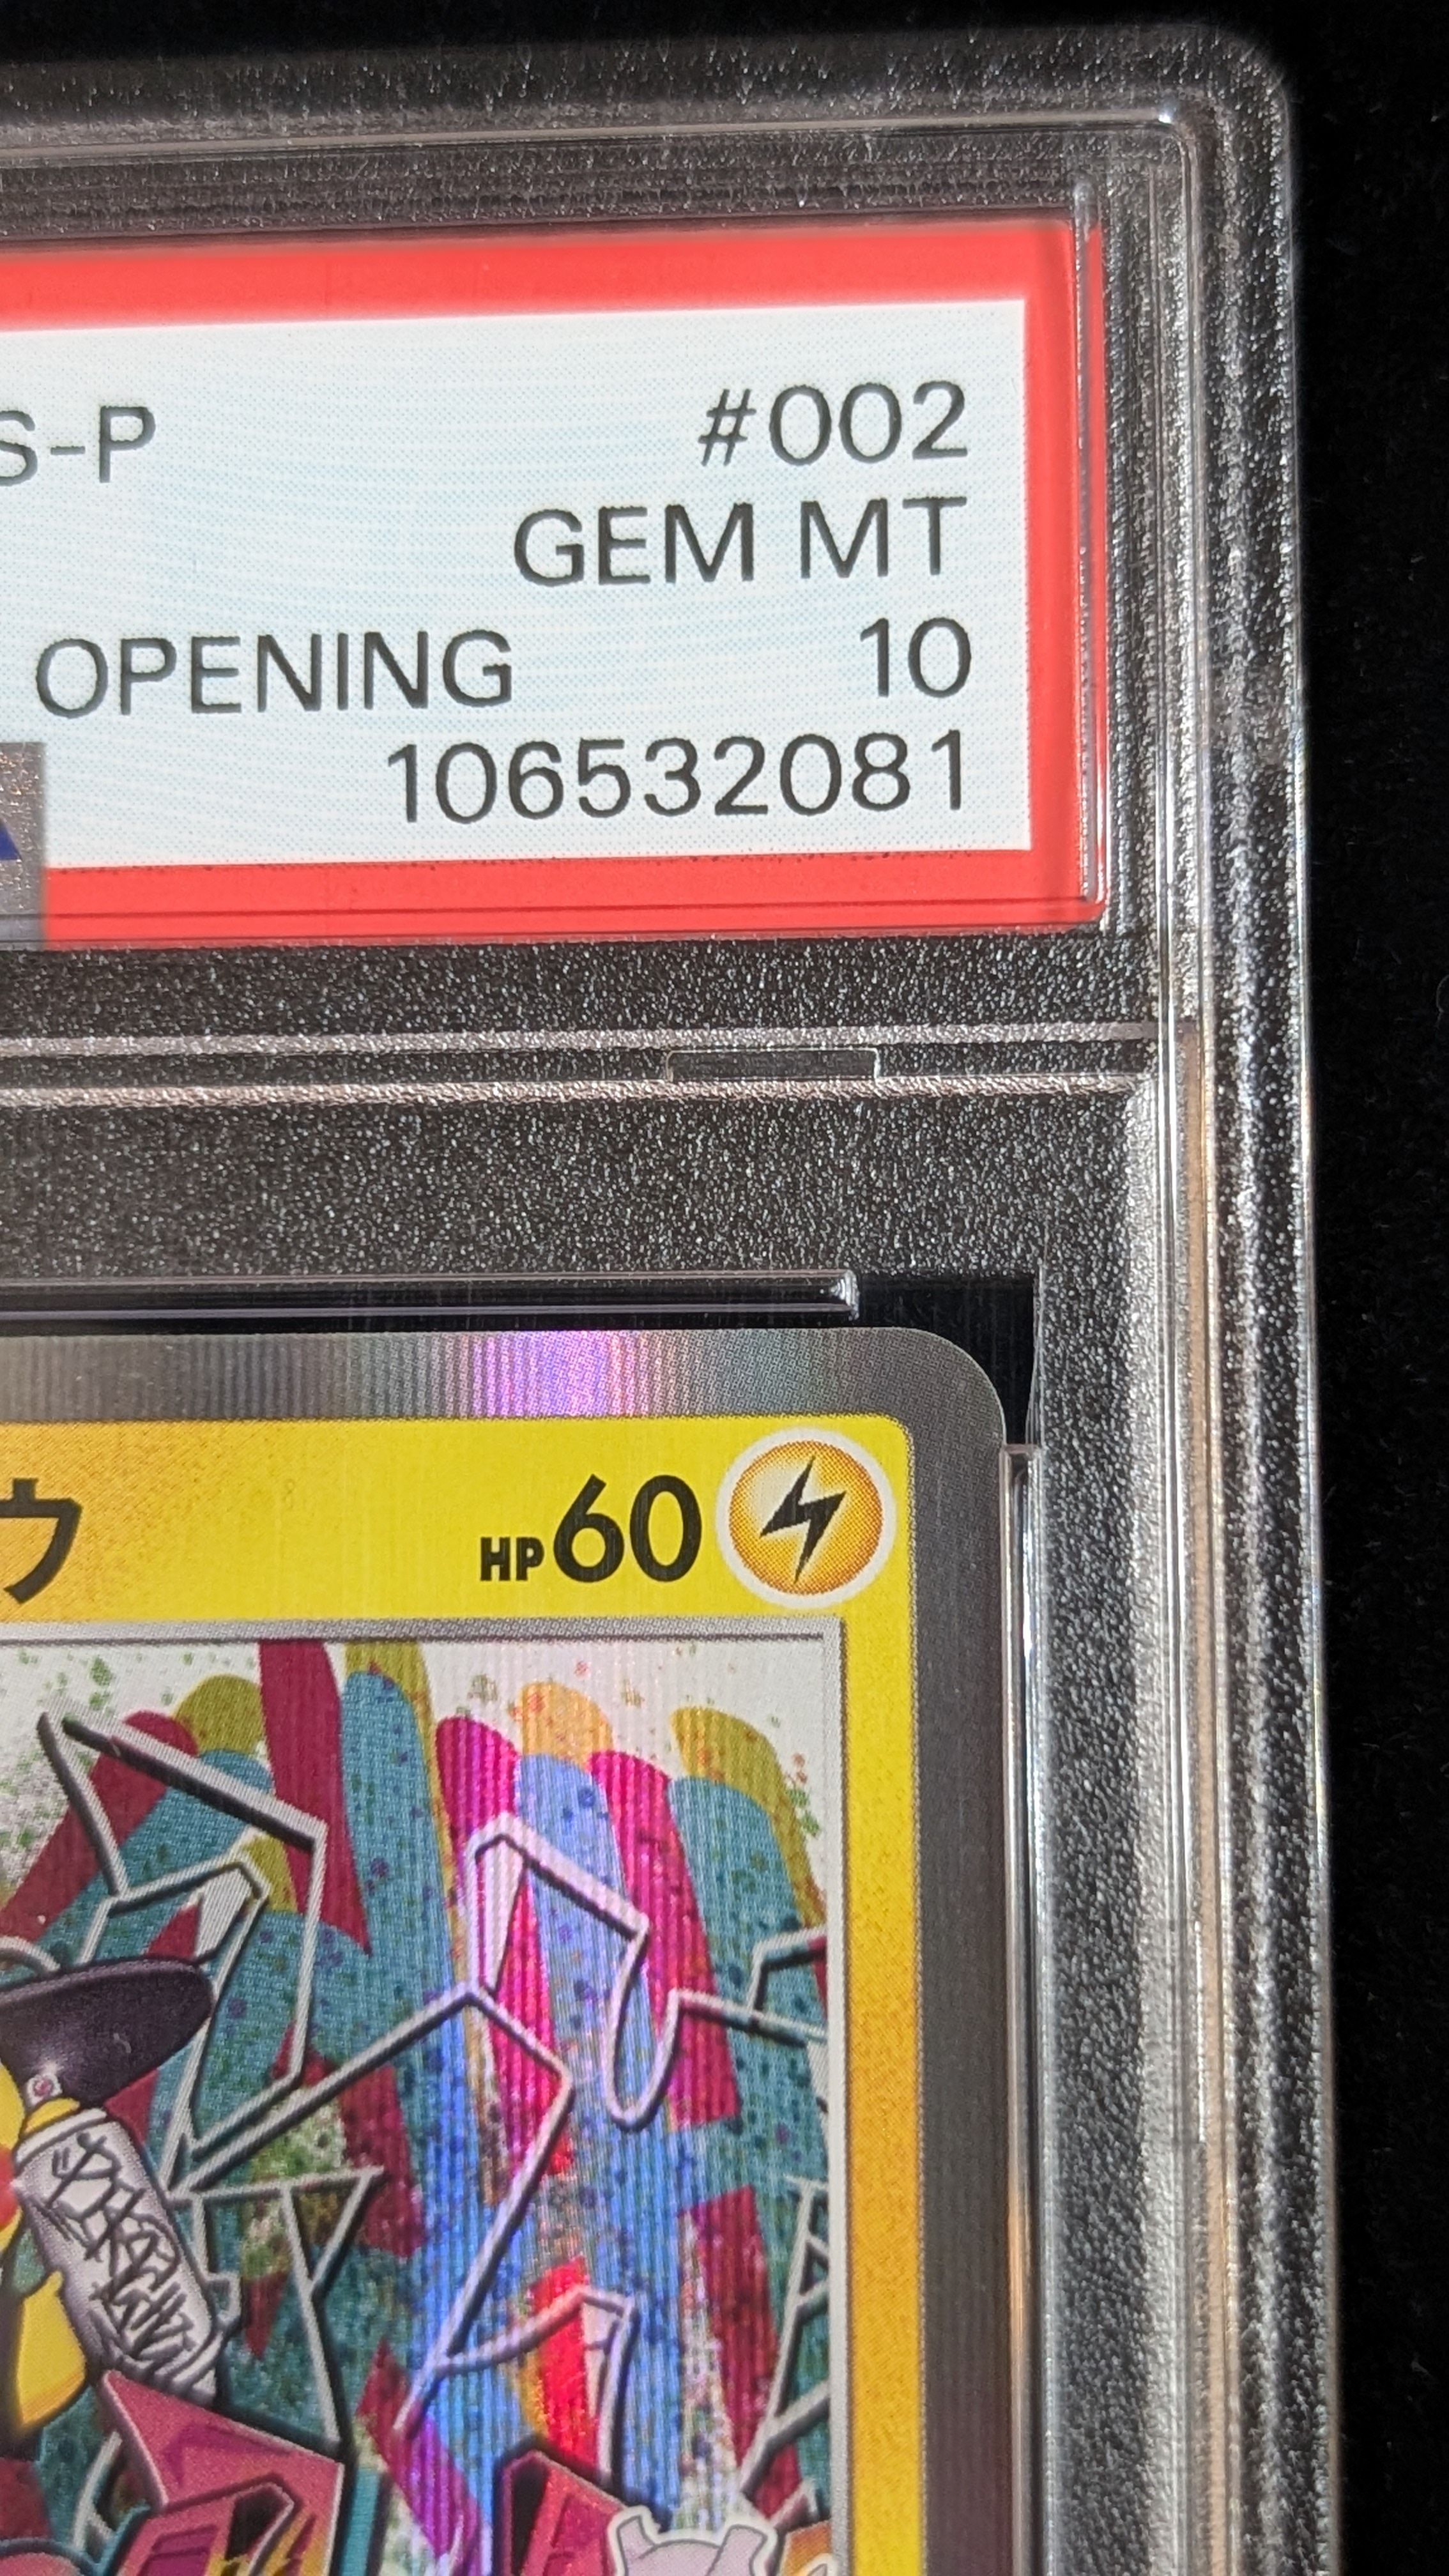 S-P #002
GEM MT
OPENING 10
106532081
ウ HP60